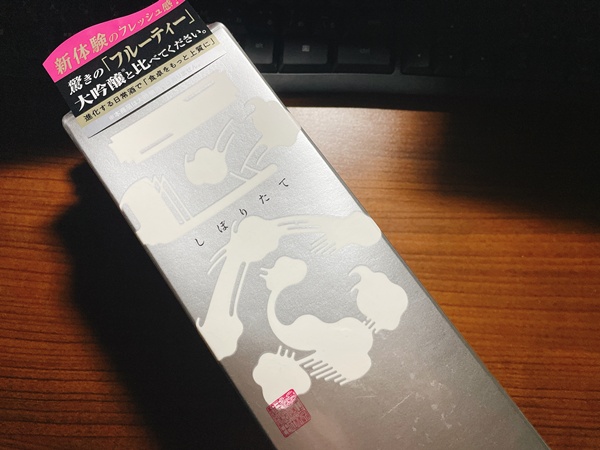 新体験のフレッシュ感!
驚きの「フルーティー」
大吟醸と比べてください。
進化する日常酒で「食卓をもっと上質に」
しぼりたて